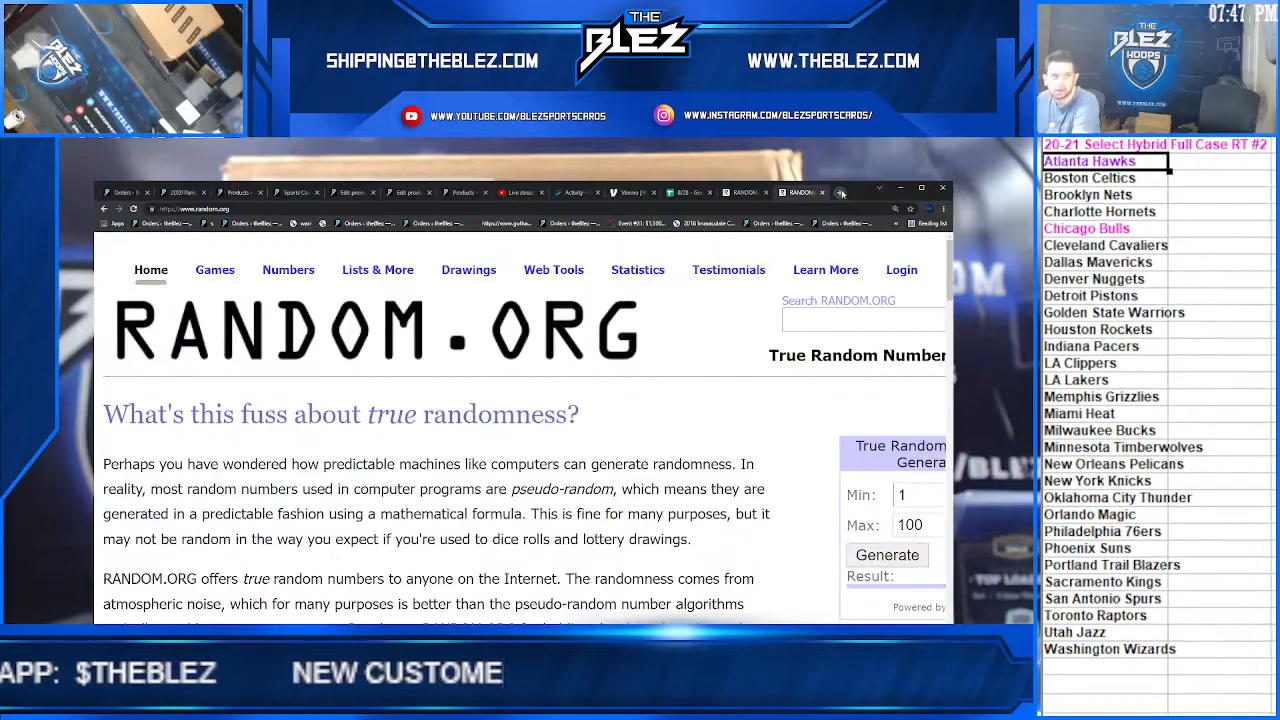 THE
BLEZ
SHIPPING@THEBLEZ.COM
WWW.THEBLEZ.COM
WWW.YOUTUBE.COM/BLEZSPORTSCARDS
WWW.INSTAGRAM.COM/BLEZSPORTSCARDS/
07:47 PM
THE
BLEZ
HOOPS
https://www.random.org
Apps
Reading list
Home Games Numbers Lists & More Drawings Web Tools Statistics Testimonials Learn More Login
RANDOM.ORG
Search RANDOM.ORG
True Random Number
What's this fuss about true randomness?
Perhaps you have wondered how predictable machines like computers can generate randomness. In
reality, most random numbers used in computer programs are pseudo-random, which means they are
generated in a predictable fashion using a mathematical formula. This is fine for many purposes, but it
may not be random in the way you expect if you're used to dice rolls and lottery drawings.
RANDOM.ORG offers true random numbers to anyone on the Internet. The randomness comes from
atmospheric noise, which for many purposes is better than the pseudo-random number algorithms
True Random
Genera
Min: 1
Max: 100
Generate
Result:
Powered by
20-21 Select Hybrid Full Case RT #2
Atlanta Hawks
Boston Celtics
Brooklyn Nets
Charlotte Hornets
Chicago Bulls
Cleveland Cavaliers
Dallas Mavericks
Denver Nuggets
Detroit Pistons
Golden State Warriors
Houston Rockets
Indiana Pacers
LA Clippers
LA Lakers
Memphis Grizzlies
Miami Heat
Milwaukee Bucks
Minnesota Timberwolves
New Orleans Pelicans
New York Knicks
Oklahoma City Thunder
Orlando Magic
Philadelphia 76ers
Phoenix Suns
Portland Trail Blazers
Sacramento Kings
San Antonio Spurs
Toronto Raptors
Utah Jazz
Washington Wizards
APP: $THEBLEZ NEW CUSTOME